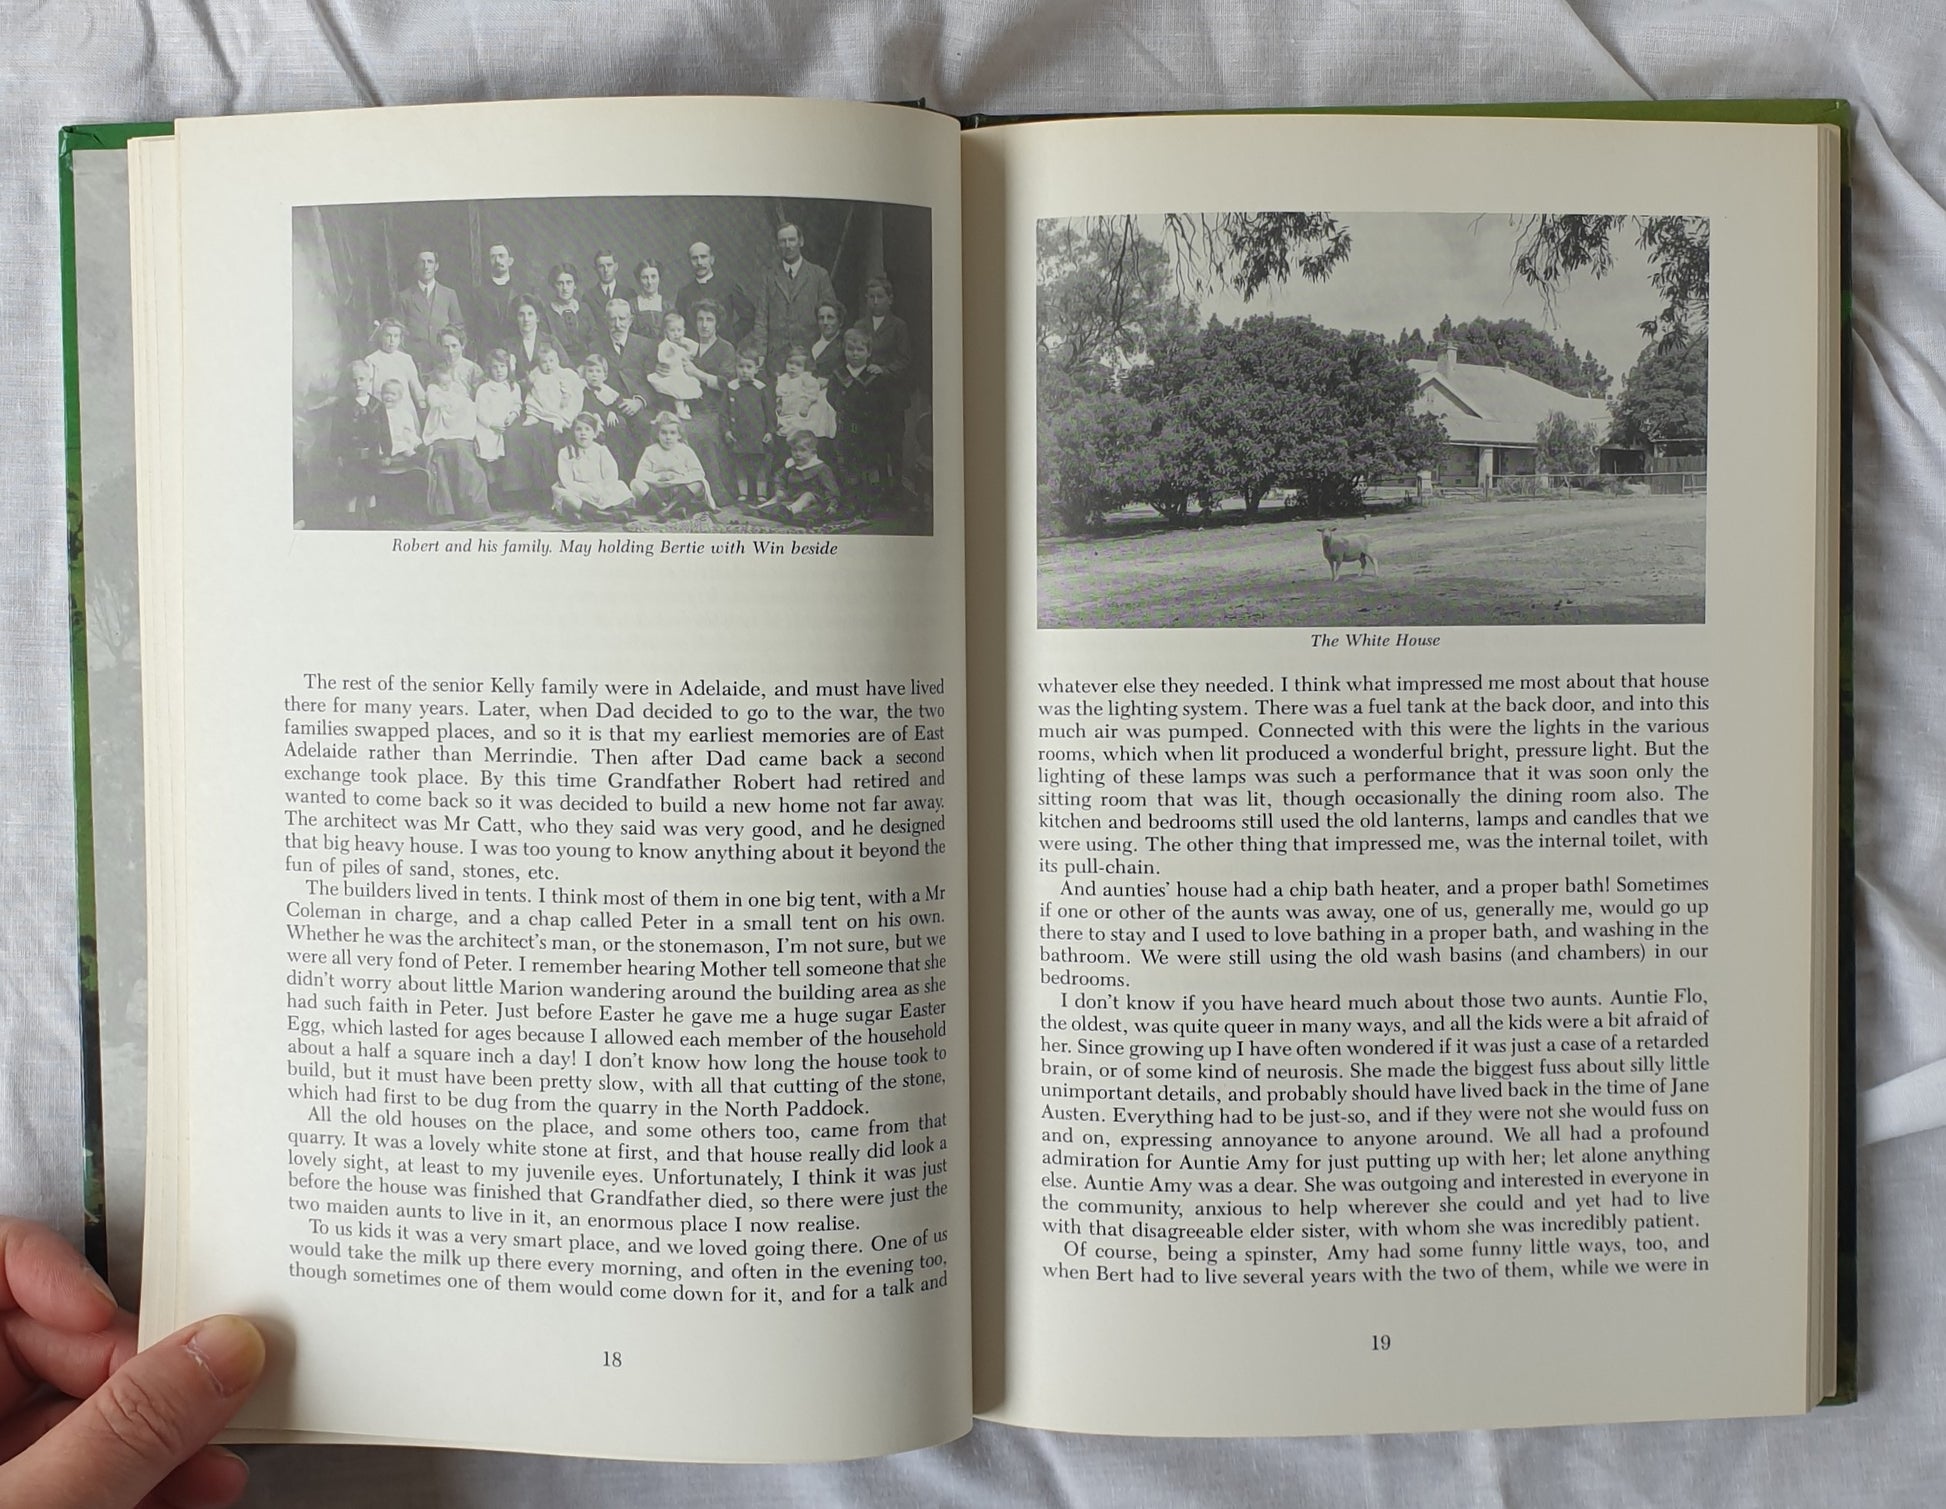 Robert and his family. May holding Bertie with Win beside
The rest of the senior Kelly family were in Adelaide, and must have lived
there for many years. Later, when Dad decided to go to the war, the two
families swapped places, and so it is that my earliest memories are of East
Adelaide rather than Merrindie. Then after Dad came back a second
exchange took place. By this time Grandfather Robert had retired and
wanted to come back so it was decided to build a new home not far away.
The architect was Mr Catt, who they said was very good, and he designed
that big heavy house. I was too young to know anything about it beyond the
fun of piles of sand, stones, etc.
The builders lived in tents. I think most of them in one big tent, with a Mr
Coleman in charge, and a chap called Peter in a small tent on his own.
Whether he was the architect's man, or the stonemason, I'm not sure, but we
were all very fond of Peter. I remember hearing Mother tell someone that she
didn't worry about little Marion wandering around the building area as she
had such faith in Peter. Just before Easter he gave me a huge sugar Easter
Egg, which lasted for ages because I allowed each member of the household
about a half a square inch a day! I don't know how long the house took to
build, but it must have been pretty slow, with all that cutting of the stone,
which had first to be dug from the quarry in the North Paddock.
All the old houses on the place, and some others too, came from that
quarry. It was a lovely white stone at first, and that house really did look a
lovely sight, at least to my juvenile eyes. Unfortunately, I think it was just
before the house was finished that Grandfather died, so there were just the
two maiden aunts to live in it, an enormous place I now realise.
To us kids it was a very smart place, and we loved going there. One of us
would take the milk up there every morning, and often in the evening too,
though sometimes one of them would come down for it, and for a talk and
18
The White House
whatever else they needed. I think what impressed me most about that house
was the lighting system. There was a fuel tank at the back door, and into this
much air was pumped. Connected with this were the lights in the various
rooms, which when lit produced a wonderful bright, pressure light. But the
lighting of these lamps was such a performance that it was soon only the
sitting room that was lit, though occasionally the dining room also. The
kitchen and bedrooms still used the old lanterns, lamps and candles that we
were using. The other thing that impressed me, was the internal toilet, with
its pull-chain.
And aunties' house had a chip bath heater, and a proper bath! Sometimes
if one or other of the aunts was away, one of us, generally me, would go up
there to stay and I used to love bathing in a proper bath, and washing in the
bathroom. We were still using the old wash basins (and chambers) in our
bedrooms.
I don't know if you have heard much about those two aunts. Auntie Flo,
the oldest, was quite queer in many ways, and all the kids were a bit afraid of
her. Since growing up I have often wondered if it was just a case of a retarded
brain, or of some kind of neurosis. She made the biggest fuss about silly little
unimportant details, and probably should have lived back in the time of Jane
Austen. Everything had to be just-so, and if they were not she would fuss on
and on, expressing annoyance to anyone around. We all had a profound
admiration for Auntie Amy for just putting up with her; let alone anything
else. Auntie Amy was a dear. She was outgoing and interested in everyone in
the community, anxious to help wherever she could and yet had to live
with that disagreeable elder sister, with whom she was incredibly patient.
Of course, being a spinster, Amy had some funny little ways, too, and
when Bert had to live several years with the two of them, while we were in
19